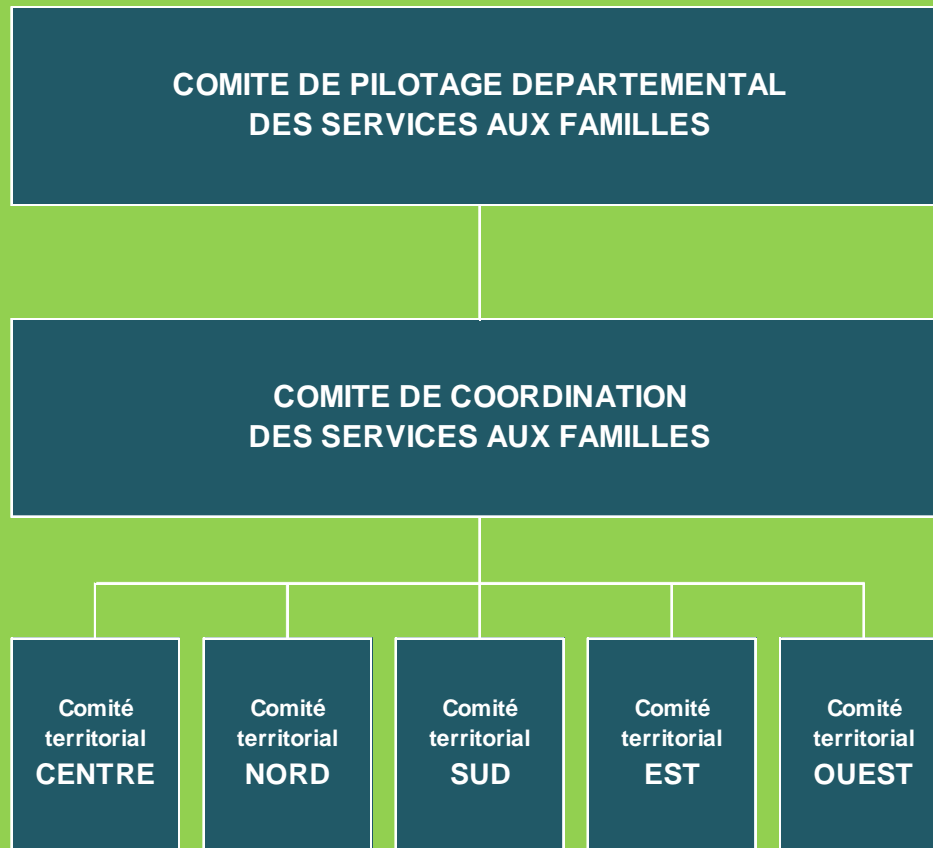 COMITE DE PILOTAGE DEPARTEMENTAL
DES SERVICES AUX FAMILLES
COMITE DE COORDINATION
DES SERVICES AUX FAMILLES
Comité
territorial
CENTRE
Comité
territorial
NORD
Comité
territorial
SUD
Comité
territorial
EST
Comité
territorial
OUEST